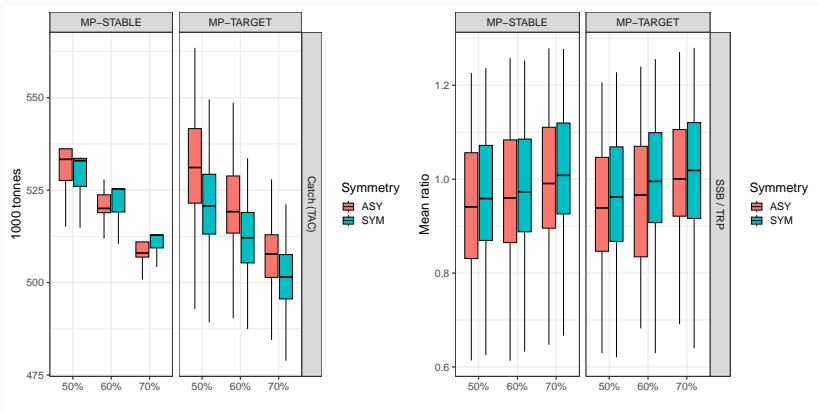 MP−STABLE
MP−TARGET
1000 tonnes
550
525
500
475
50%
60%
70%
50%
60%
70%
Catch (TAC)
Symmetry
ASY
SYM
MP−STABLE
MP−TARGET
Mean ratio
1.2
1.0
0.8
0.6
50%
60%
70%
50%
60%
70%
SSB / TRP
Symmetry
ASY
SYM